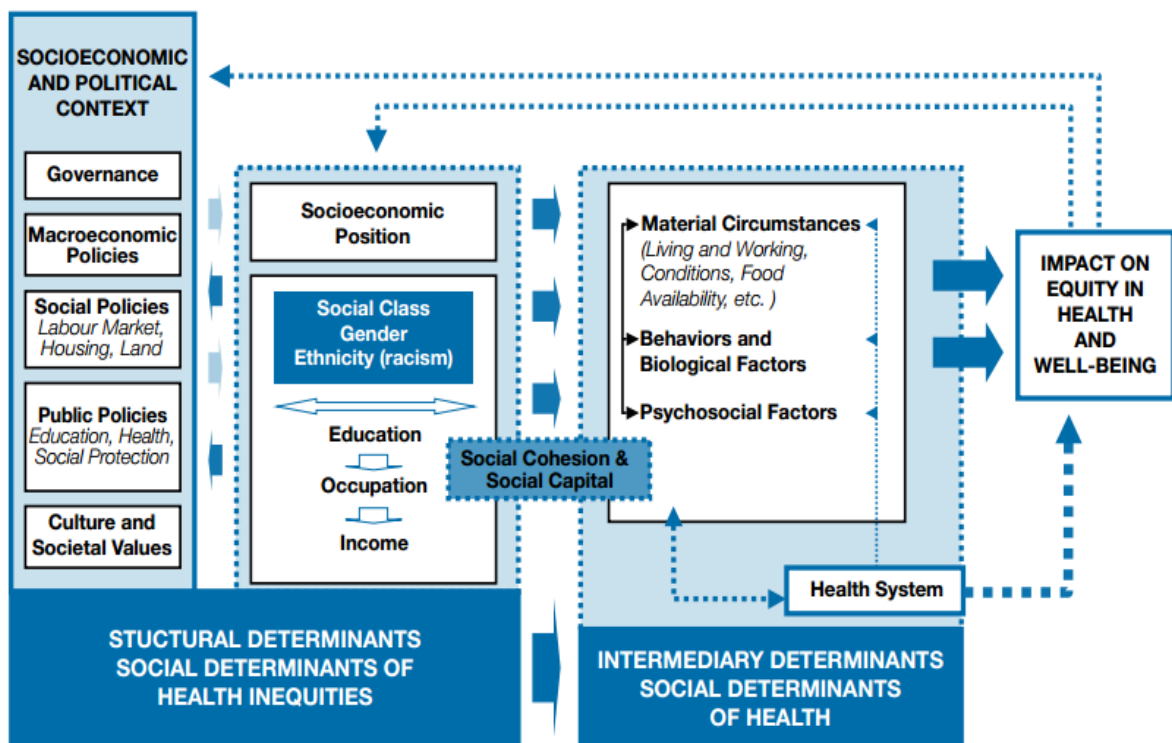 SOCIOECONOMIC
AND POLITICAL
CONTEXT
Governance
Macroeconomic
Policies
Social Policies
Labour Market,
Housing, Land
Public Policies
Education, Health,
Social Protection
Culture and
Societal Values
Socioeconomic
Position
Social Class
Gender
Ethnicity (racism)
Education
Occupation
Income
Social Cohesion &
Social Capital
Material Circumstances
(Living and Working,
Conditions, Food
Availability, etc. )
Behaviors and
Biological Factors
Psychosocial Factors
Health System
IMPACT ON
EQUITY IN
HEALTH
AND
WELL-BEING
STUCTURAL DETERMINANTS
SOCIAL DETERMINANTS OF
HEALTH INEQUITIES
INTERMEDIARY DETERMINANTS
SOCIAL DETERMINANTS
OF HEALTH